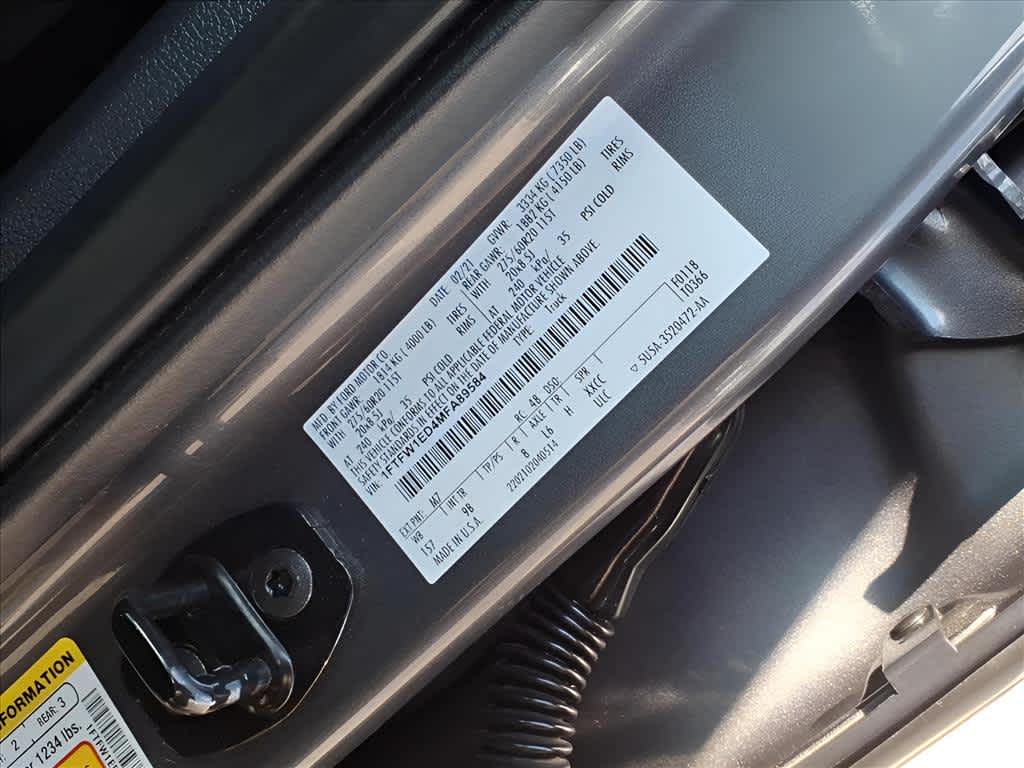 MFD. BY FORD MOTOR CO.
DATE: 02/21 GVWR: 3334 KG ( 7350 LB)
FRONT GAWR: 1814 KG ( 4000 LB) REAR GAWR: 1882 KG ( 4150 LB)
WITH 275/60R20 115T TIRES WITH 275/60R20 115T TIRES
20x8.5J RIMS 20x8.5J RIMS
AT 240 kPa/ 35 PSI COLD AT 240 kPa/ 35 PSI COLD
THIS VEHICLE CONFORMS TO ALL APPLICABLE FEDERAL MOTOR VEHICLE
SAFETY STANDARDS IN EFFECT ON THE DATE OF MANUFACTURE SHOWN ABOVE.
VIN: 1FTFW1ED4MFA89584 TYPE: Truck
EXT PNT: M7 RC: 48 DSO: F0118
WB INT TR TP/PS R AXLE TR SPR 10366
157 9B B L6 H XXCC
UCC
MADE IN U.S.A. 2202102040514 ▽ 5USA-3520472-AA
FORMATION
2 REAR: 3
1234 lbs.